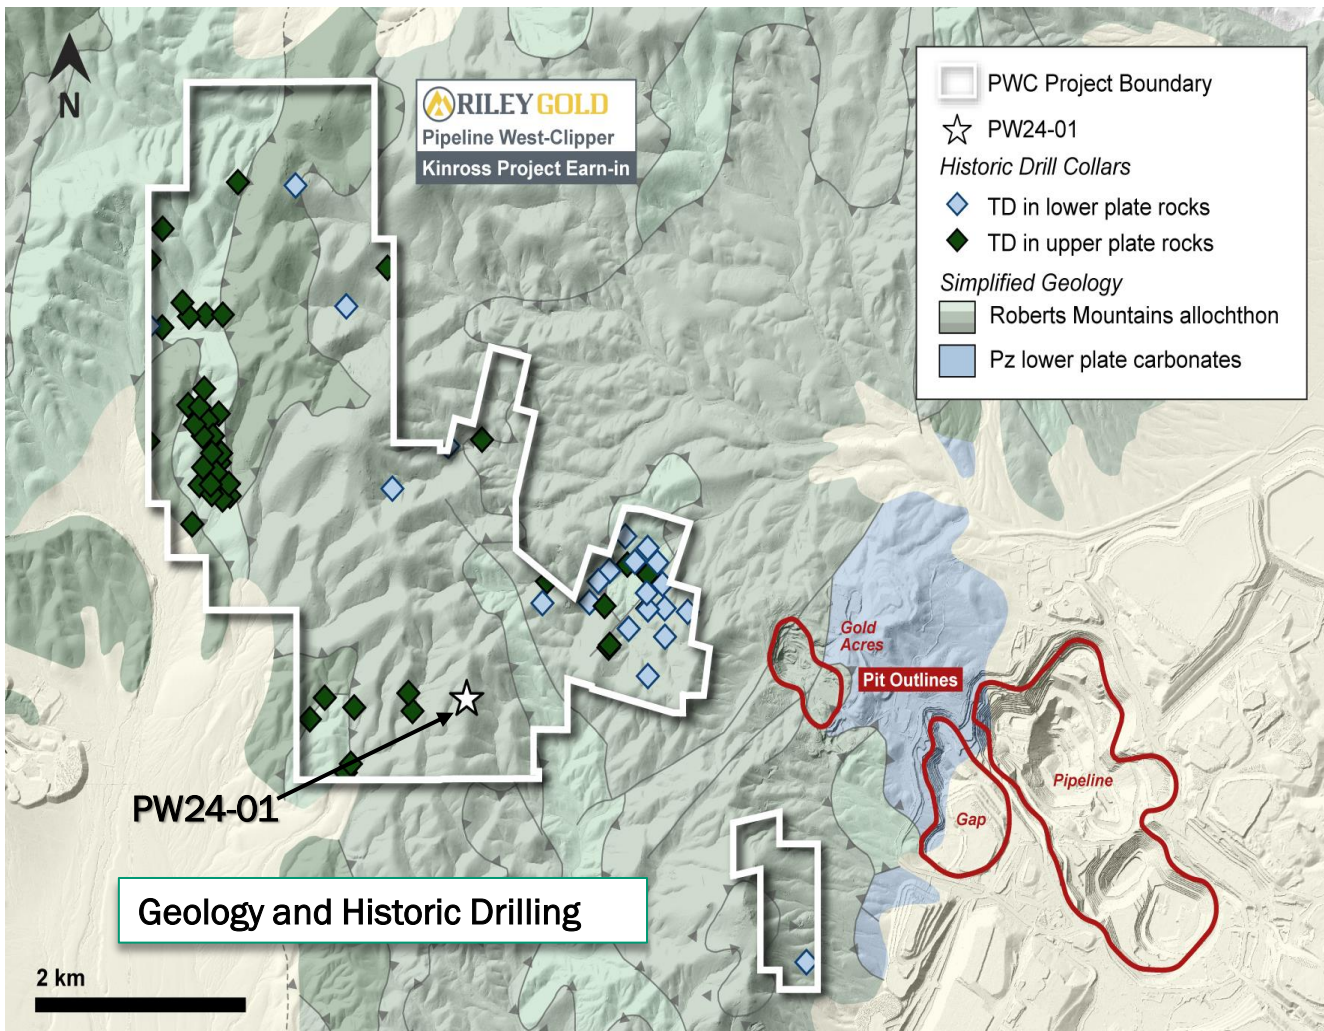 N
RILEY GOLD
Pipeline West-Clipper
Kinross Project Earn-in
PWC Project Boundary
PW24-01
Historic Drill Collars
TD in lower plate rocks
TD in upper plate rocks
Simplified Geology
Roberts Mountains allochthon
Pz lower plate carbonates
Gold
Acres
Pit Outlines
Pipeline
Gap
PW24-01
Geology and Historic Drilling
2 km